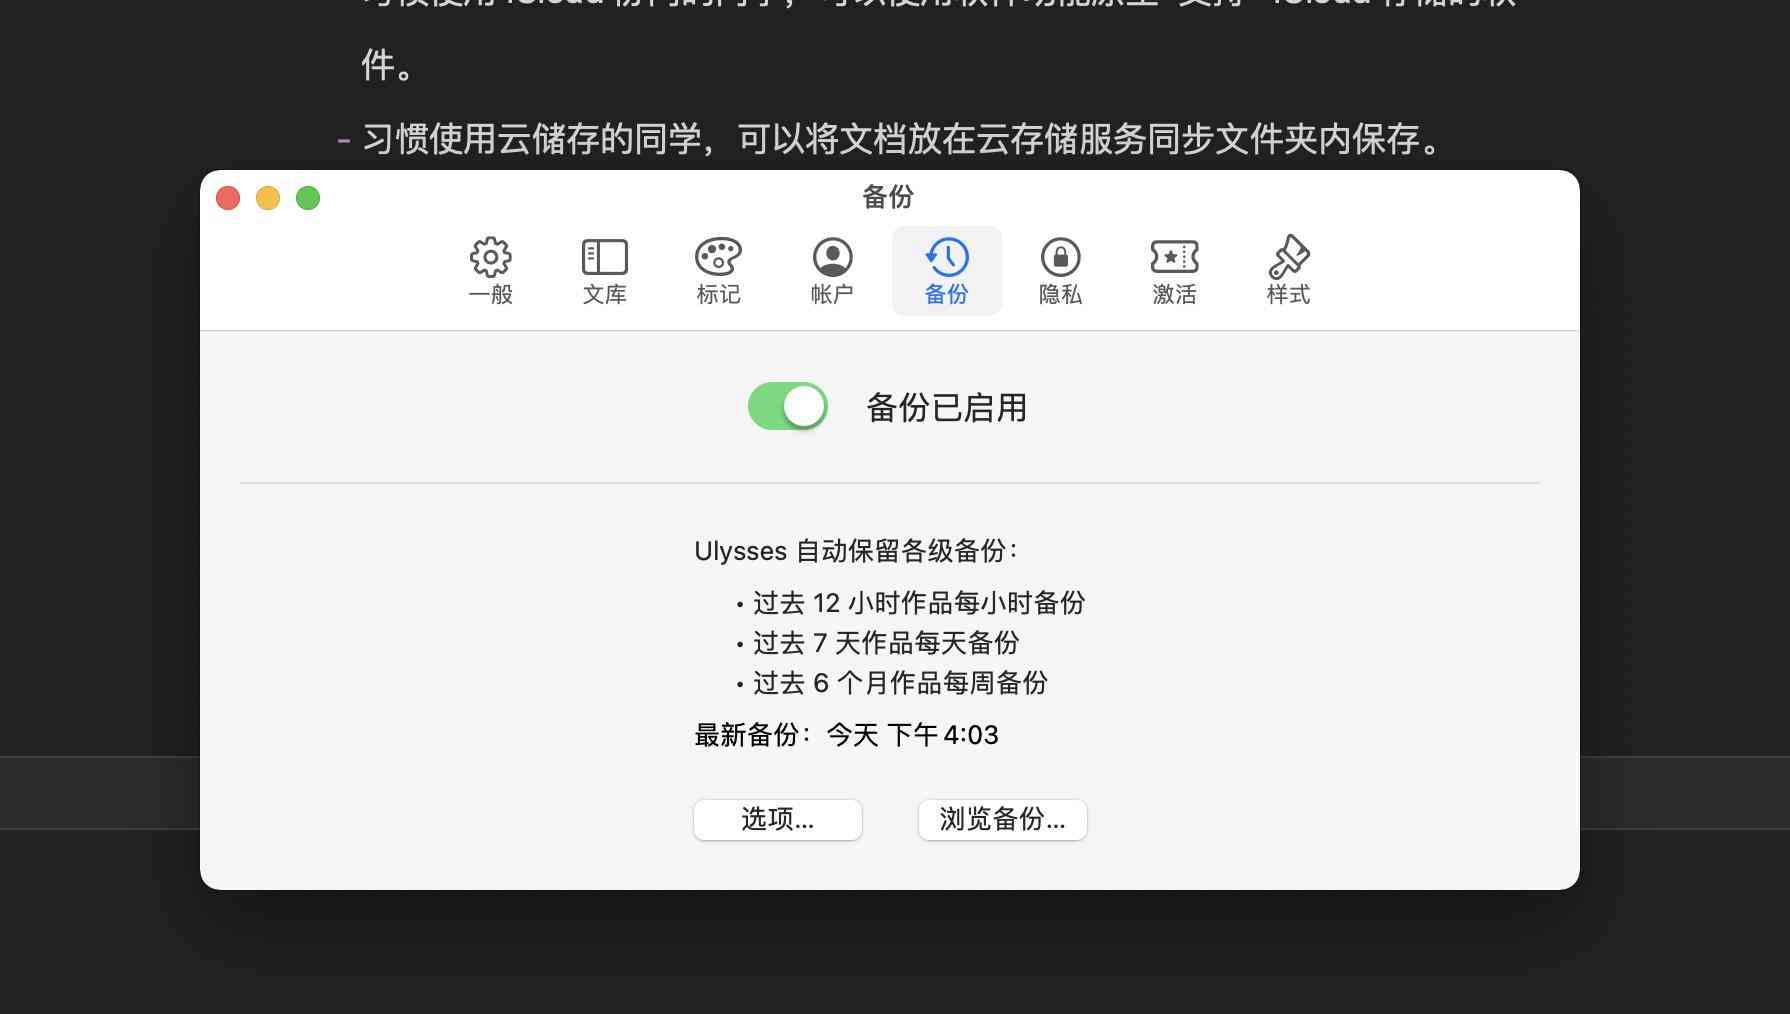 件。
- 习惯使用云储存的同学，可以将文档放在云存储服务同步文件夹内保存。
备份
一般 文库 标记 帐户 备份 隐私 激活 样式
备份已启用
Ulysses 自动保留各级备份：
• 过去 12 小时作品每小时备份
• 过去 7 天作品每天备份
• 过去 6 个月作品每周备份
最新备份： 今天 下午 4:03
选项... 浏览备份...